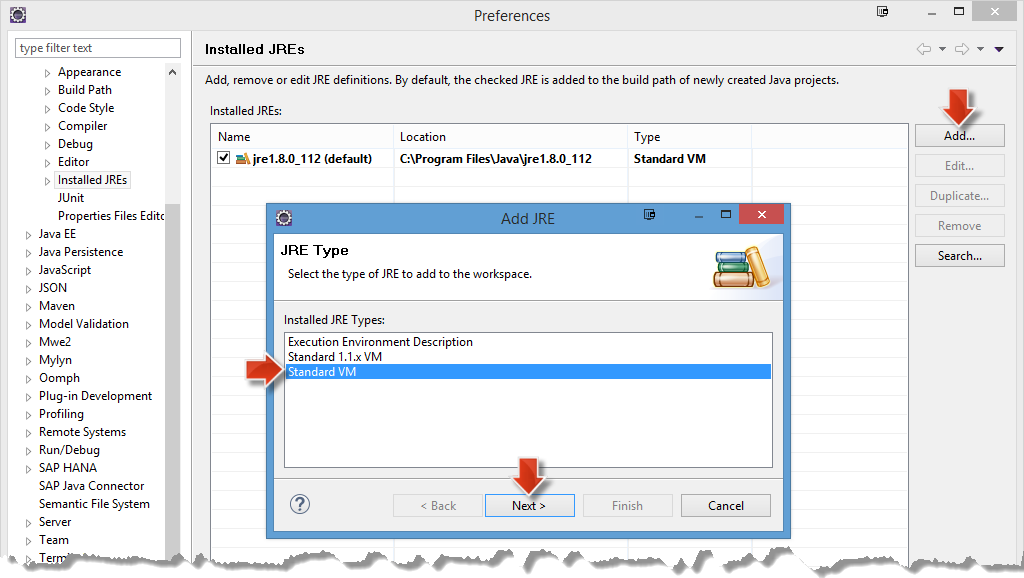 Preferences
type filter text
Appearance
Build Path
Code Style
Compiler
Debug
Editor
Installed JREs
JUnit
Properties Files Edito
Java EE
Java Persistence
JavaScript
JSON
Maven
Model Validation
Mwe2
Mylyn
Oomph
Plug-in Development
Profiling
Remote Systems
Run/Debug
SAP HANA
SAP Java Connector
Semantic File System
Server
Team
Installed JREs
Add, remove or edit JRE definitions. By default, the checked JRE is added to the build path of newly created Java projects.
Installed JREs:
Name Location Type
jre1.8.0_112 (default) C:\Program Files\Java\jre1.8.0_112 Standard VM
Add...
Edit...
Duplicate...
Remove
Search...
Add JRE
JRE Type
Select the type of JRE to add to the workspace.
Installed JRE Types:
Execution Environment Description
Standard 1.1.x VM
Standard VM
? < Back Next > Finish Cancel